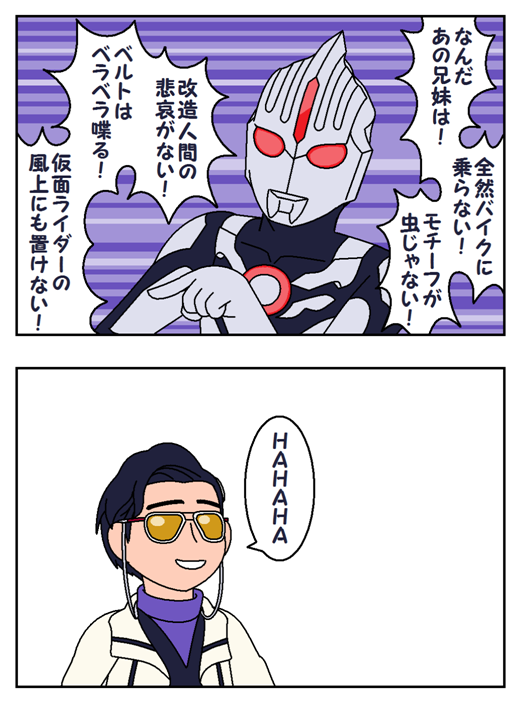 なんだ
あの兄妹は！
全然バイクに
乗らない！
モチーフが
虫じゃない！
改造人間の
悲哀がない！
ベルトは
ベラベラ喋る！
仮面ライダーの
風上にも置けない！
HAHAHA